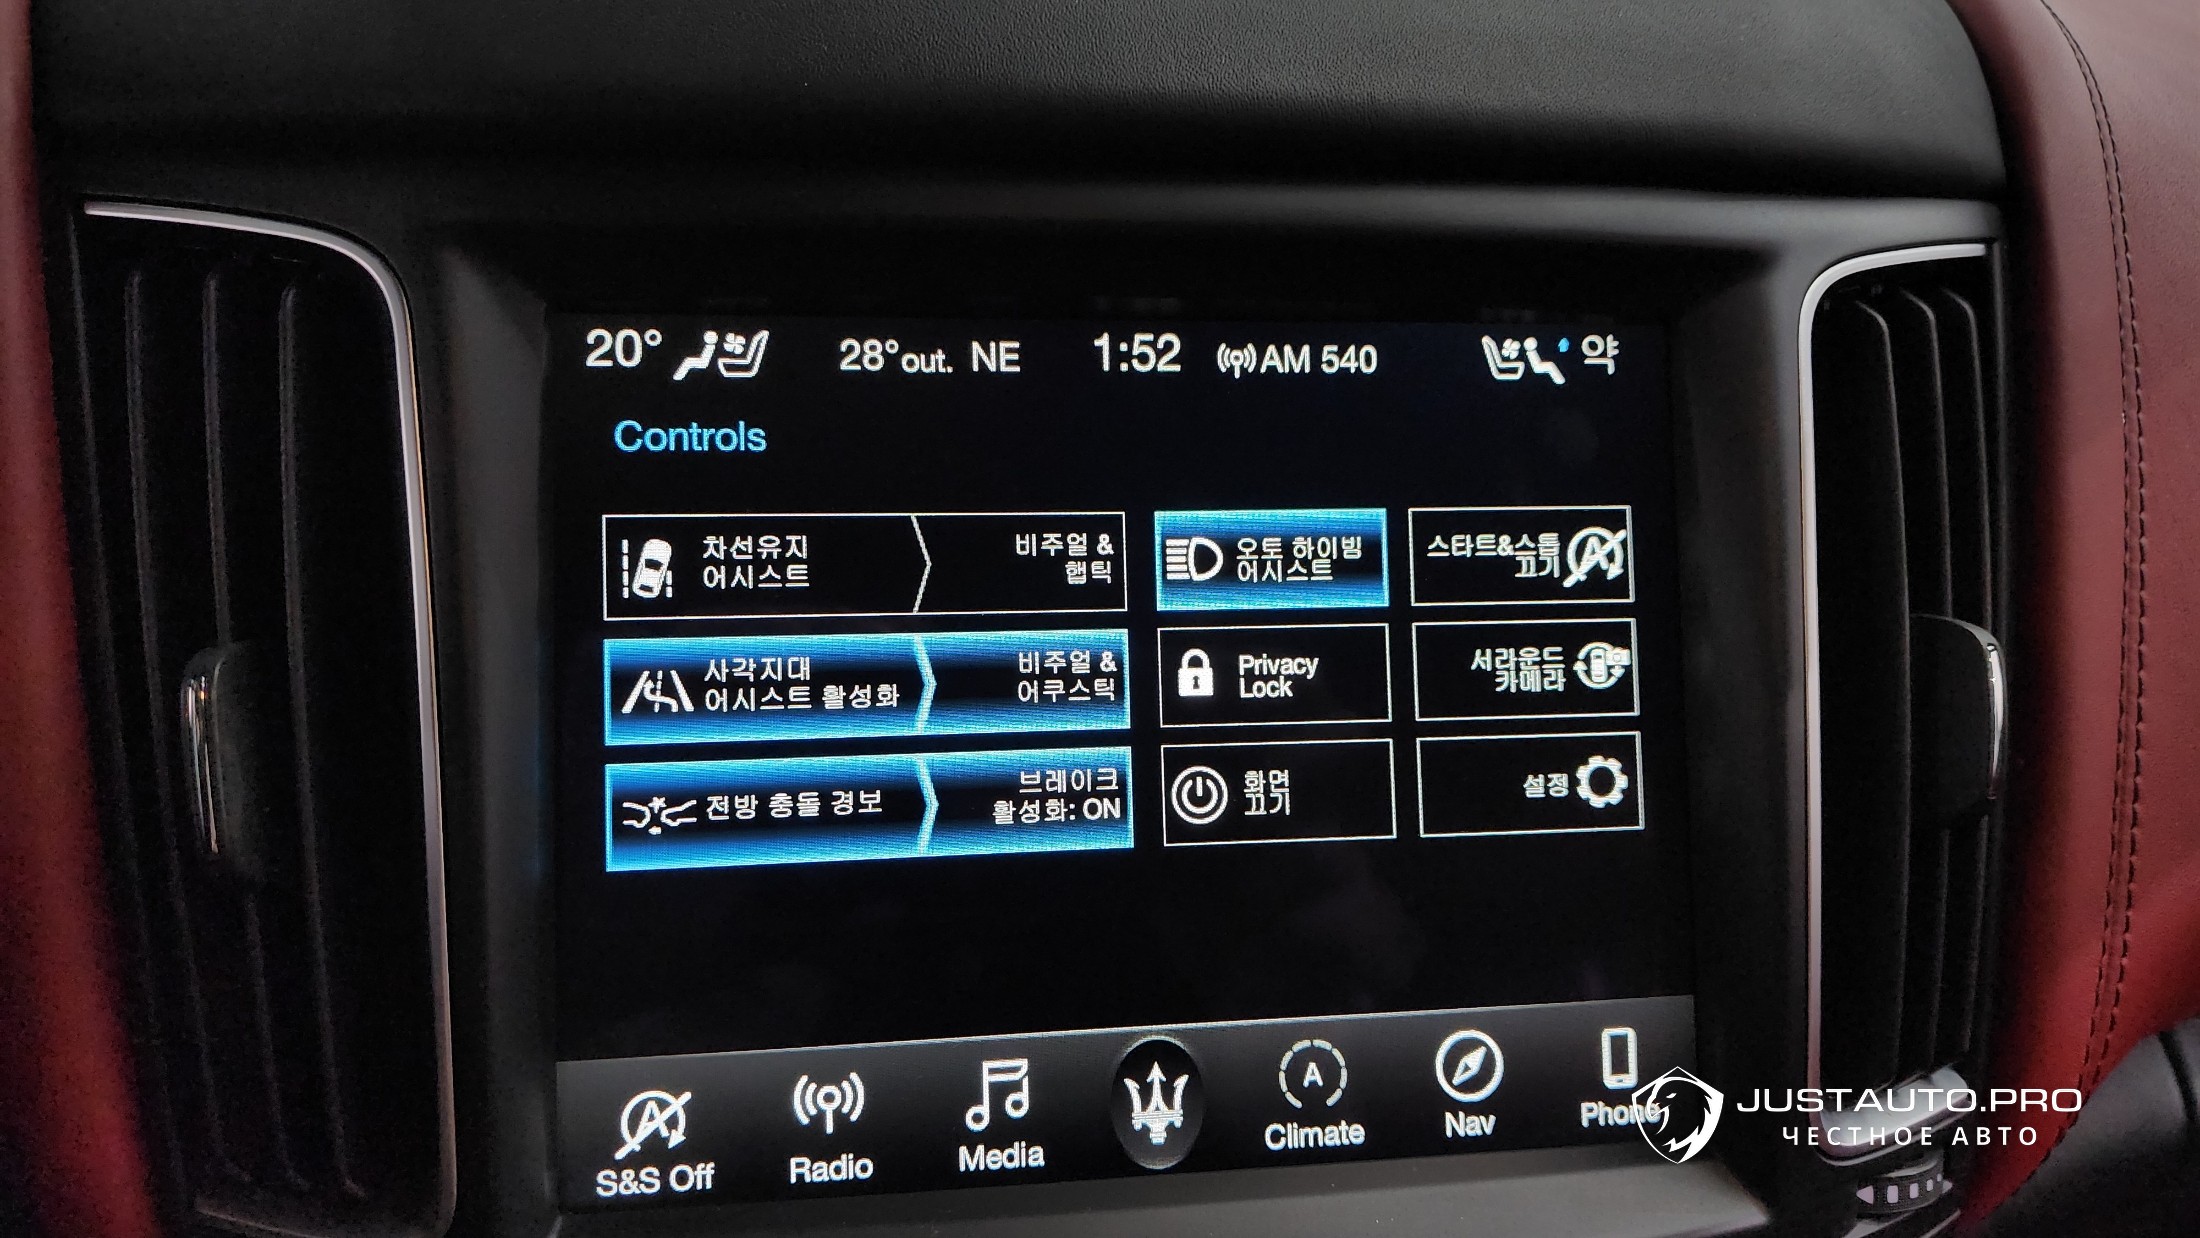 20°
28°out. NE
1:52
AM 540
약
Controls
차선유지
어시스트
비주얼 &
햅틱
오토 하이빔
어시스트
스타트&스톱
끄기
사각지대
어시스트 활성화
비주얼 &
어쿠스틱
Privacy
Lock
서라운드
카메라
전방 충돌 경보
브레이크
활성화: ON
화면
끄기
설정
S&S Off
Radio
Media
A
Climate
Nav
Phone
JUSTAUTO.PRO
ЧЕСТНОЕ АВТО